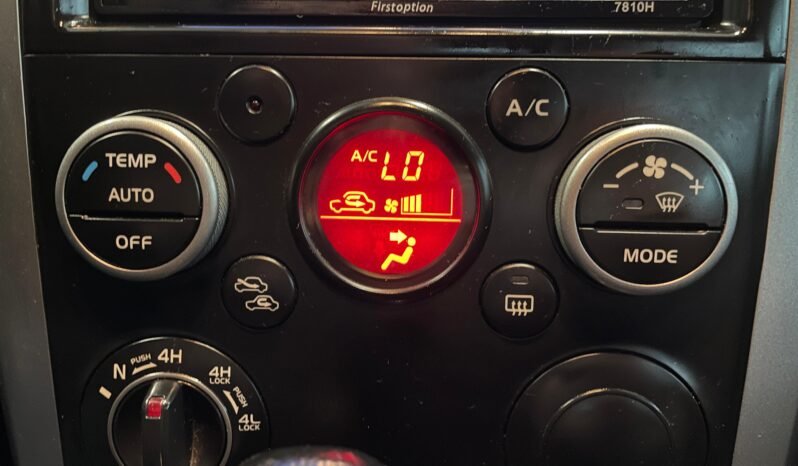 Firstoption 7810H
A/C
TEMP
AUTO
OFF
A/C LO
- +
MODE
N PUSH 4H
4H
LOCK
PUSH
4L
LOCK